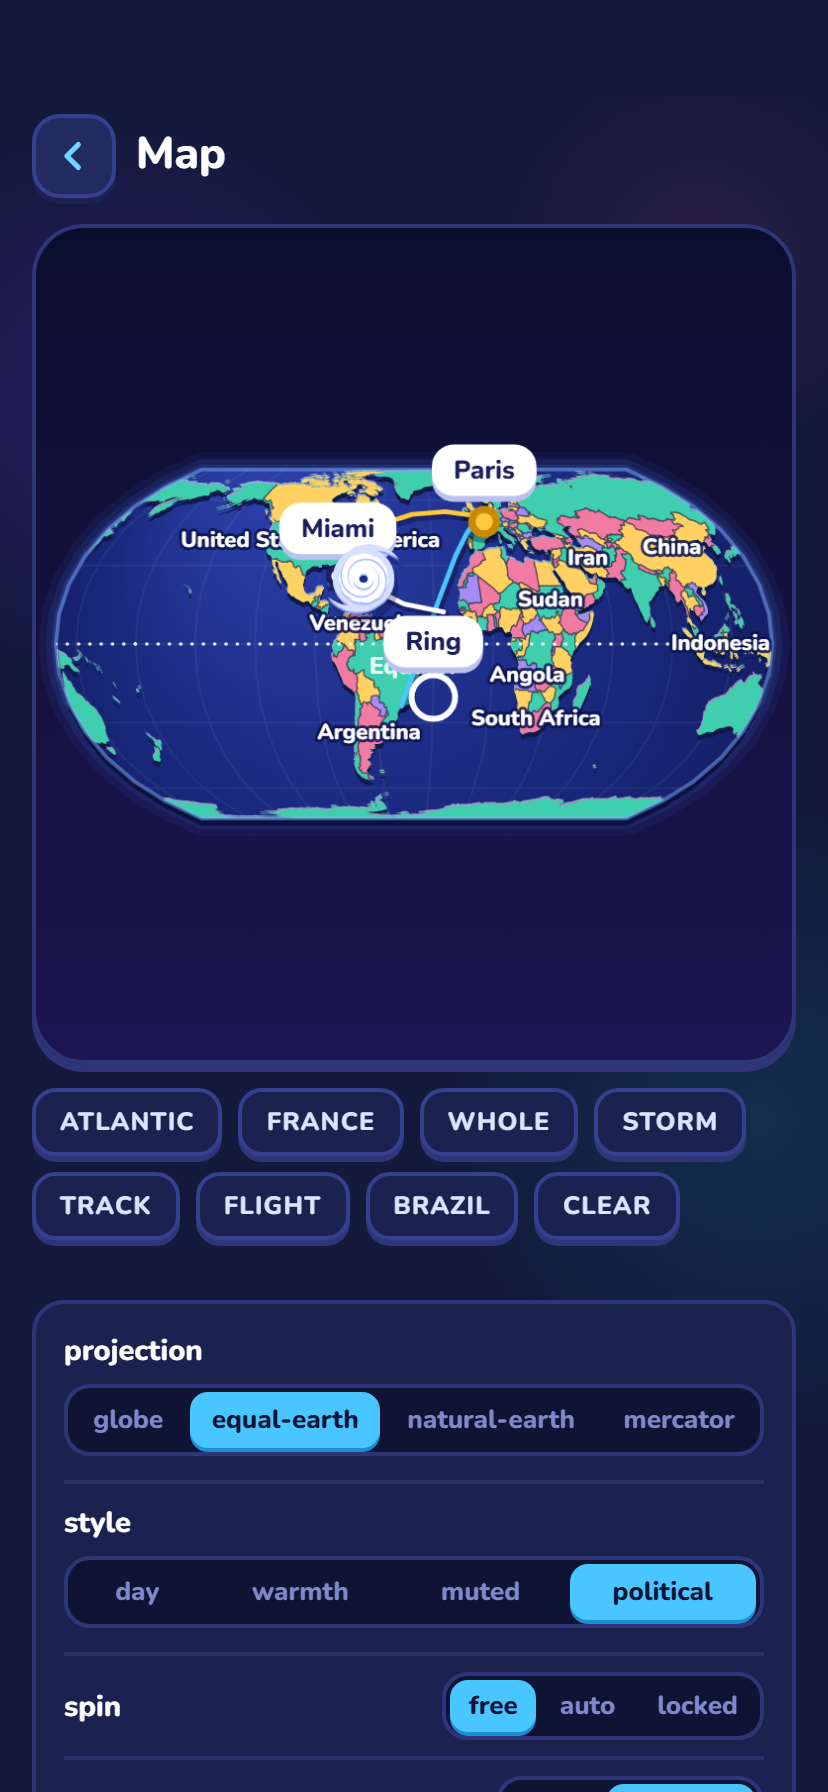 Map
Paris
Miami
United St
erica
China
Iran
Sudan
Venezue
Ring
Indonesia
Eq
Angola
South Africa
Argentina
ATLANTIC
FRANCE
WHOLE
STORM
TRACK
FLIGHT
BRAZIL
CLEAR
projection
globe
equal-earth
natural-earth
mercator
style
day
warmth
muted
political
spin
free
auto
locked